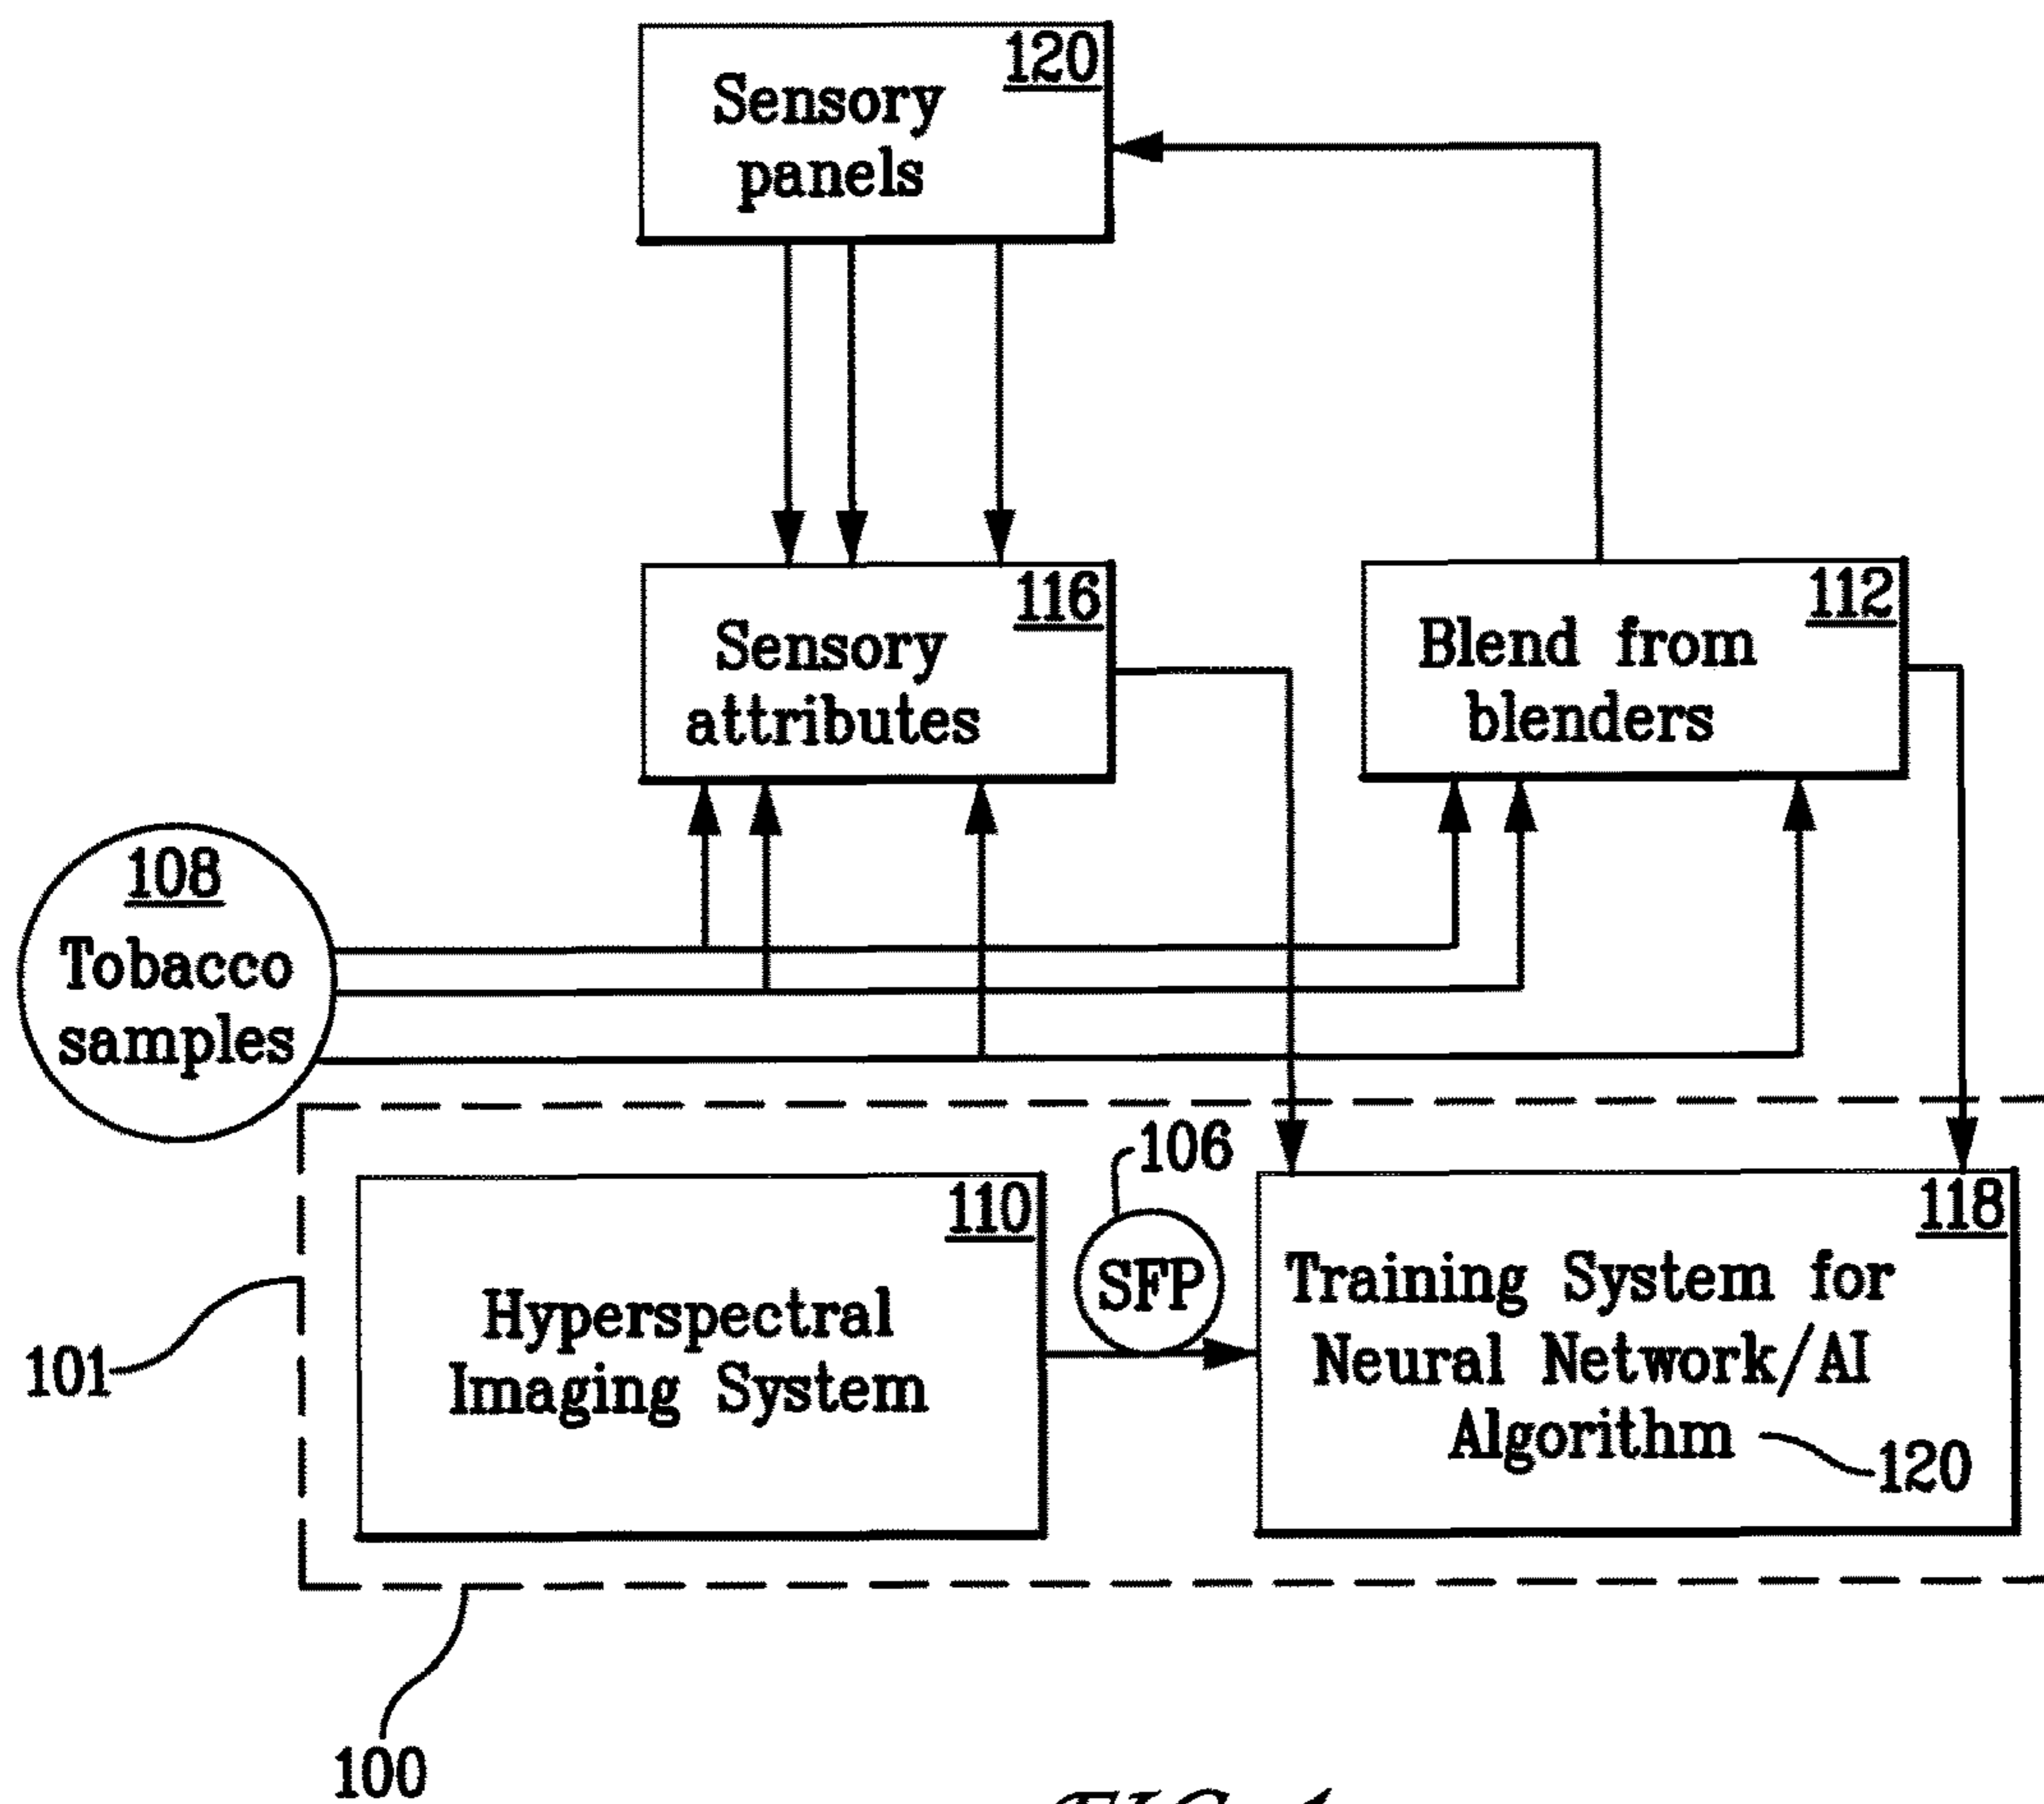 120
Sensory
panels
116
Sensory
attributes
112
Blend from
blenders
108
Tobacco
samples
106
SFP
110
Hyperspectral
Imaging System
118
Training System for
Neural Network/AI
Algorithm
120
101
100